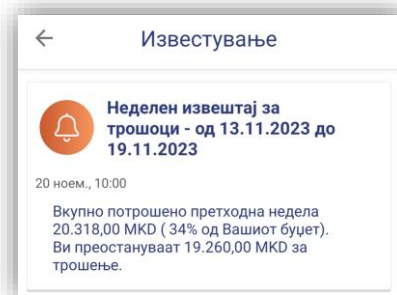 Известување
Неделен извештај за
трошоци - од 13.11.2023 до
19.11.2023
20 ноем., 10:00
Вкупно потрошено претходна недела
20.318,00 MKD ( 34% од Вашиот буџет).
Ви преостануваат 19.260,00 MKD за
трошење.